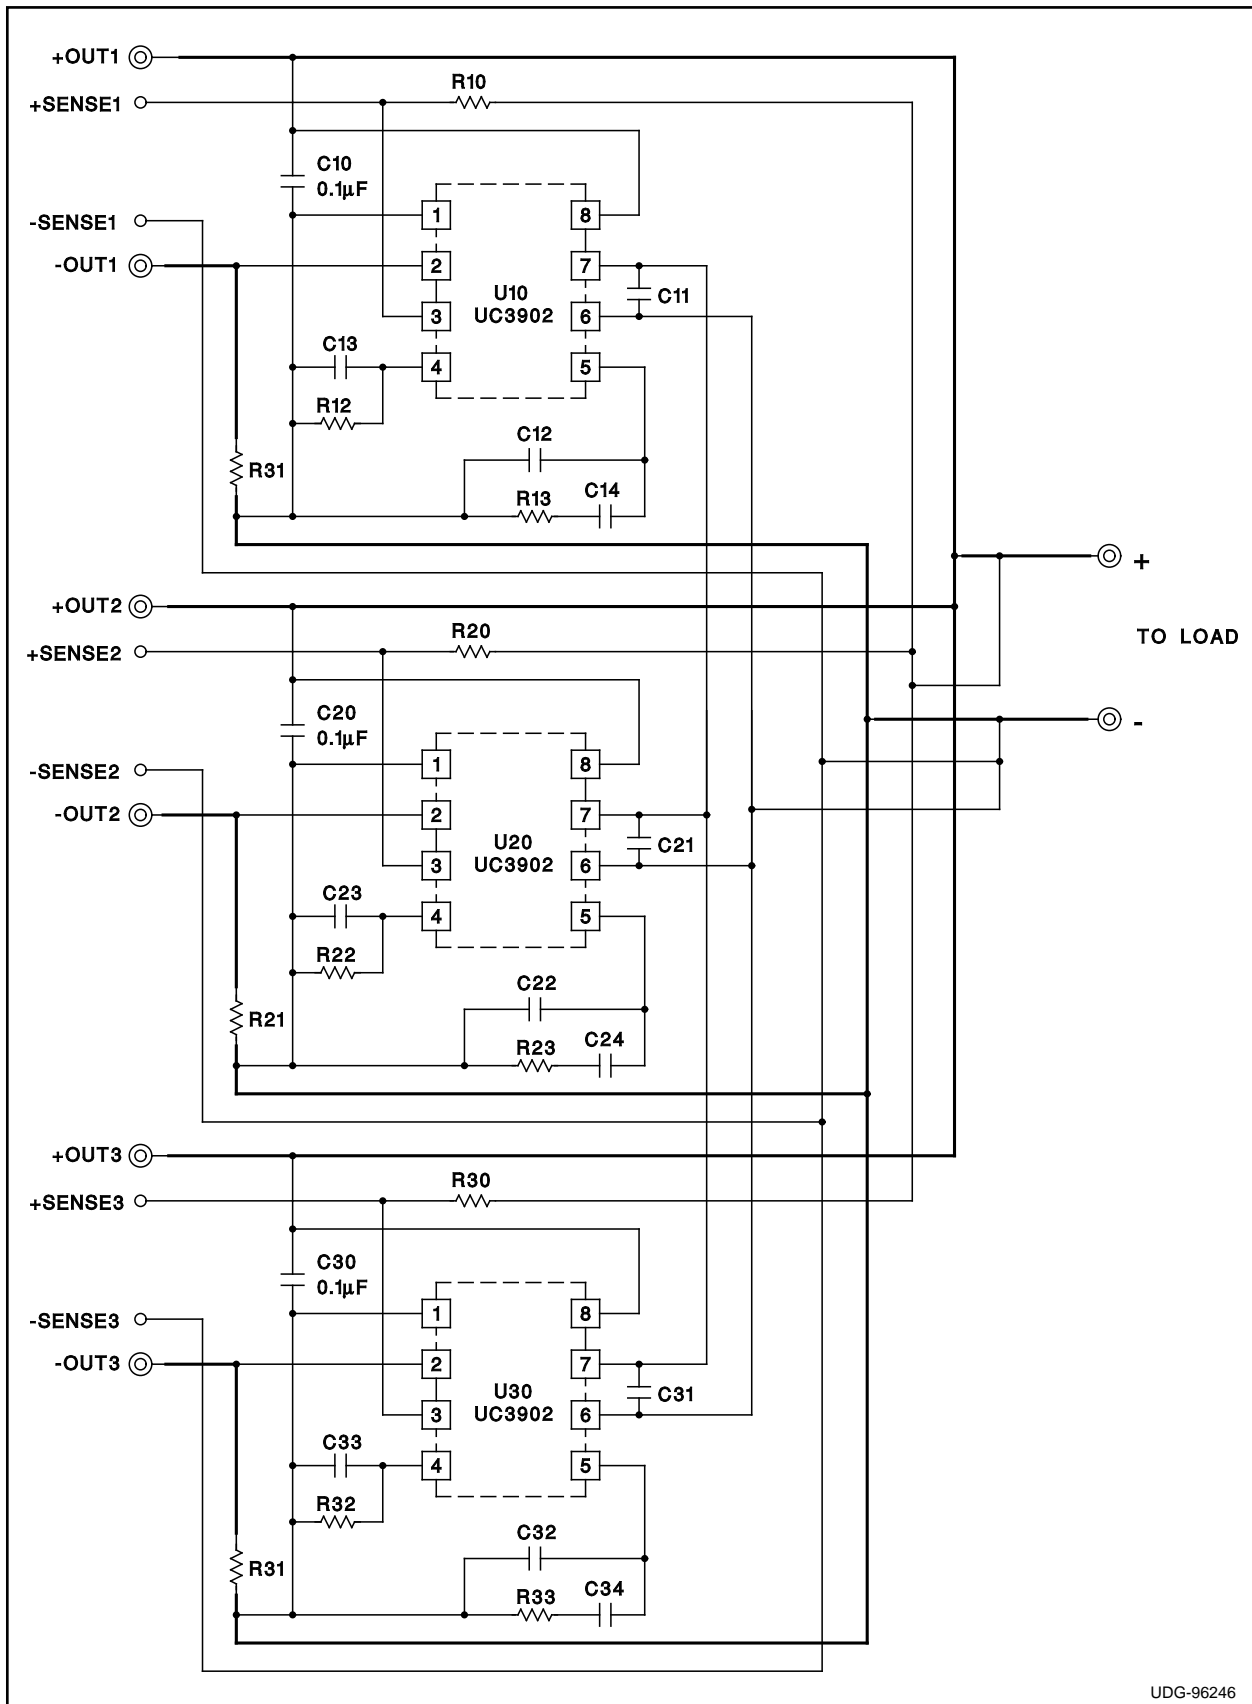 +OUT1
R10
+SENSE1
C10
0.1µF
-SENSE1
1
8
-OUT1
2
7
U10
UC3902
C11
3
6
C13
4
5
R12
C12
R31
C14
R13
+
+OUT2
TO LOAD
R20
+SENSE2
C20
0.1µF
-
-SENSE2
1
8
-OUT2
2
7
U20
UC3902
C21
3
6
C23
4
5
R22
C22
R21
C24
R23
+OUT3
R30
+SENSE3
C30
0.1µF
-SENSE3
1
8
-OUT3
2
7
U30
UC3902
C31
3
6
C33
4
5
R32
C32
R31
C34
R33
UDG-96246